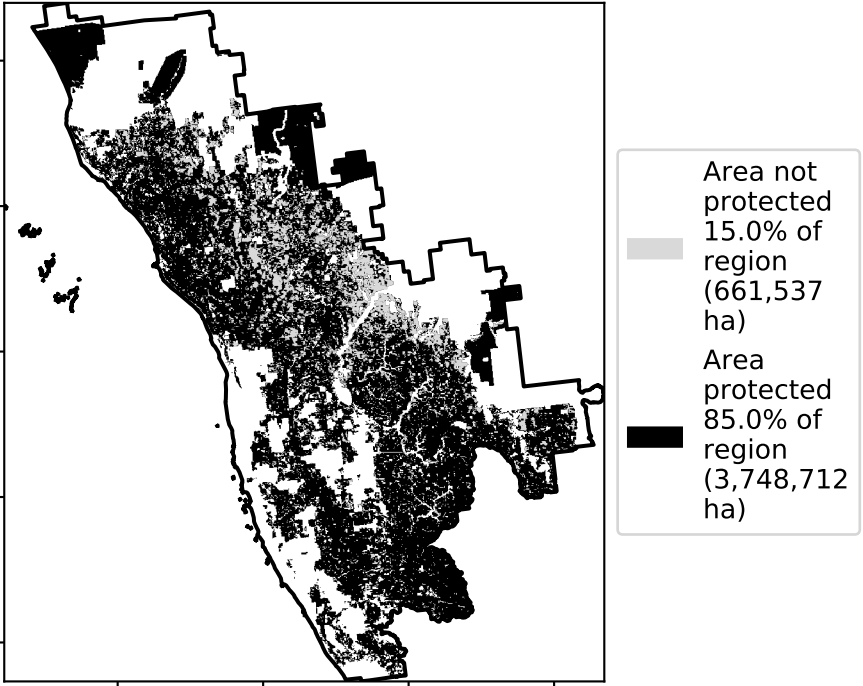 Area not
protected
15.0% of
region
(661,537
ha)
Area
protected
85.0% of
region
(3,748,712
ha)